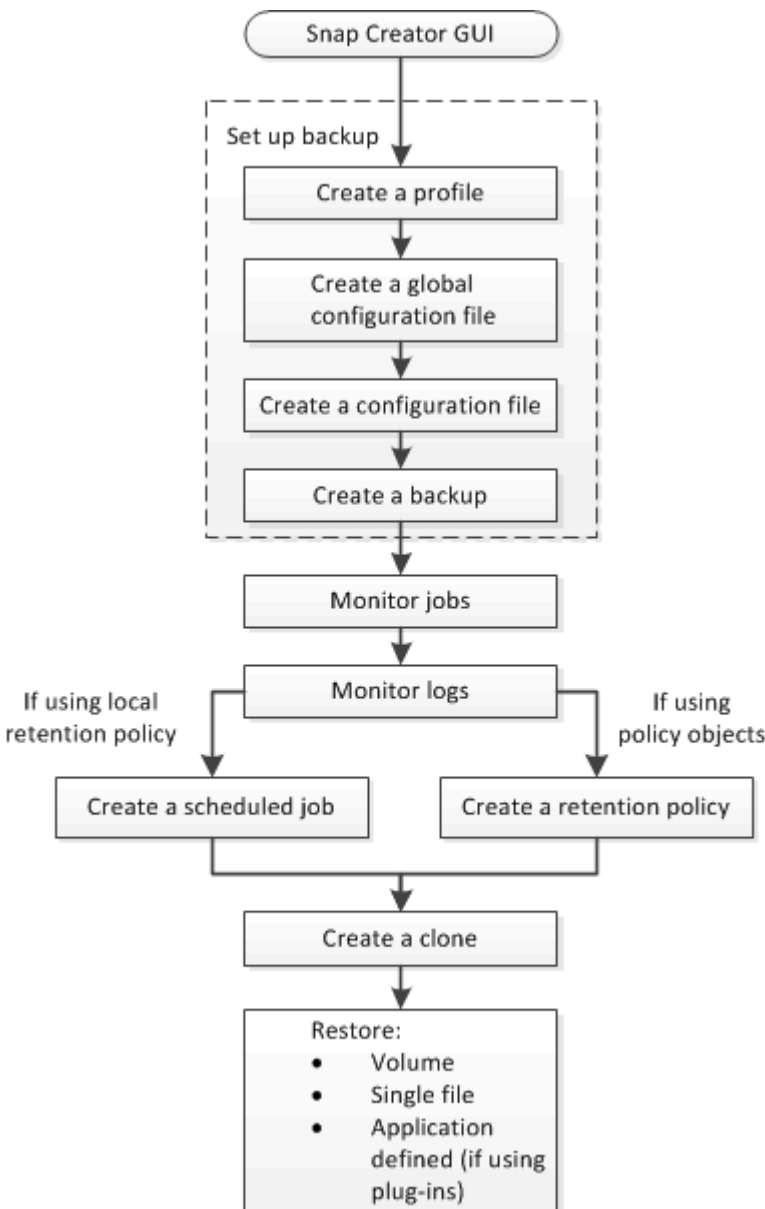 Snap Creator GUI
Set up backup
Create a profile
Create a global
configuration file
Create a configuration file
Create a backup
Monitor jobs
Monitor logs
If using local
retention policy
If using
policy objects
Create a scheduled job
Create a retention policy
Create a clone
Restore:
• Volume
• Single file
• Application
defined (if using
plug-ins)